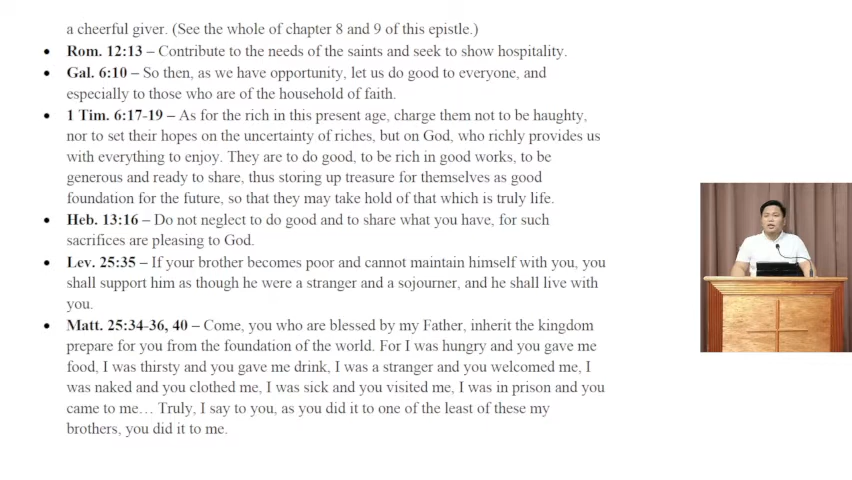 a cheerful giver. (See the whole of chapter 8 and 9 of this epistle.)
• Rom. 12:13 – Contribute to the needs of the saints and seek to show hospitality.
• Gal. 6:10 – So then, as we have opportunity, let us do good to everyone, and
especially to those who are of the household of faith.
• 1 Tim. 6:17-19 – As for the rich in this present age, charge them not to be haughty,
nor to set their hopes on the uncertainty of riches, but on God, who richly provides us
with everything to enjoy. They are to do good, to be rich in good works, to be
generous and ready to share, thus storing up treasure for themselves as good
foundation for the future, so that they may take hold of that which is truly life.
• Heb. 13:16 – Do not neglect to do good and to share what you have, for such
sacrifices are pleasing to God.
• Lev. 25:35 – If your brother becomes poor and cannot maintain himself with you, you
shall support him as though he were a stranger and a sojourner, and he shall live with
you.
• Matt. 25:34-36, 40 – Come, you who are blessed by my Father, inherit the kingdom
prepare for you from the foundation of the world. For I was hungry and you gave me
food, I was thirsty and you gave me drink, I was a stranger and you welcomed me, I
was naked and you clothed me, I was sick and you visited me, I was in prison and you
came to me… Truly, I say to you, as you did it to one of the least of these my
brothers, you did it to me.